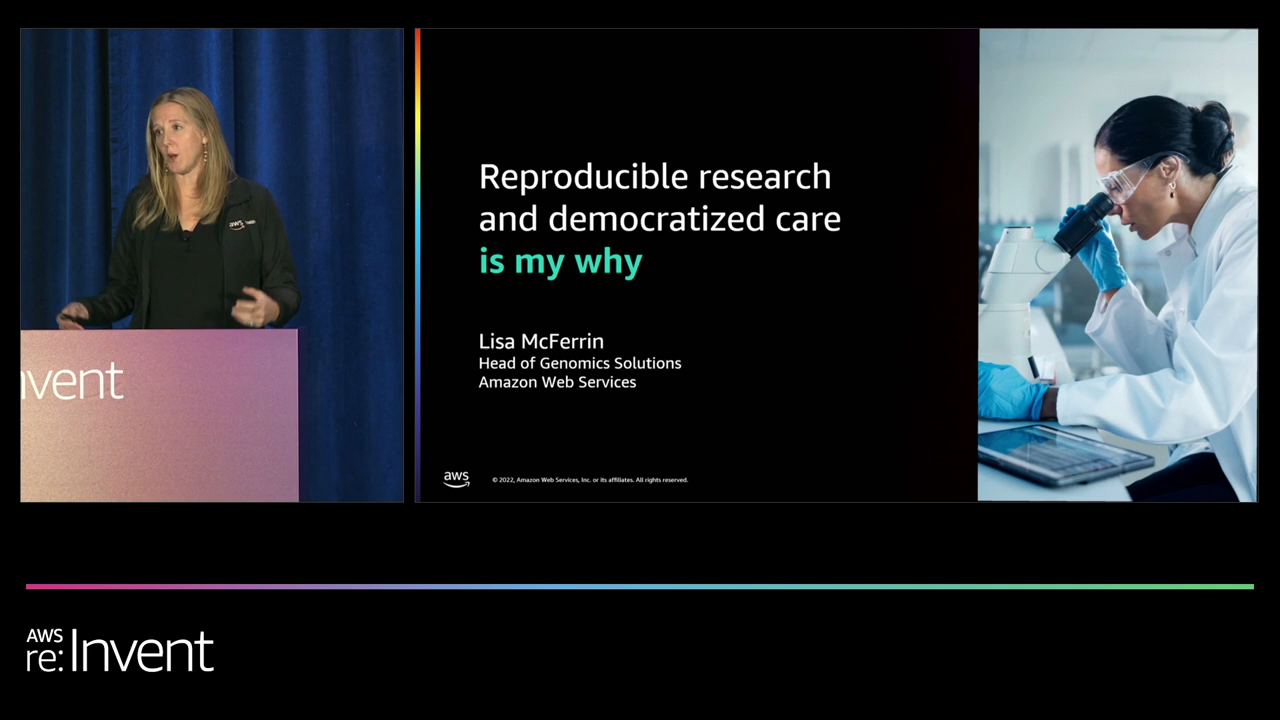 aws
nvent
Reproducible research
and democratized care
is my why
Lisa McFerrin
Head of Genomics Solutions
Amazon Web Services
aws
© 2022, Amazon Web Services, Inc. or its affiliates. All rights reserved.
AWS
re:Invent